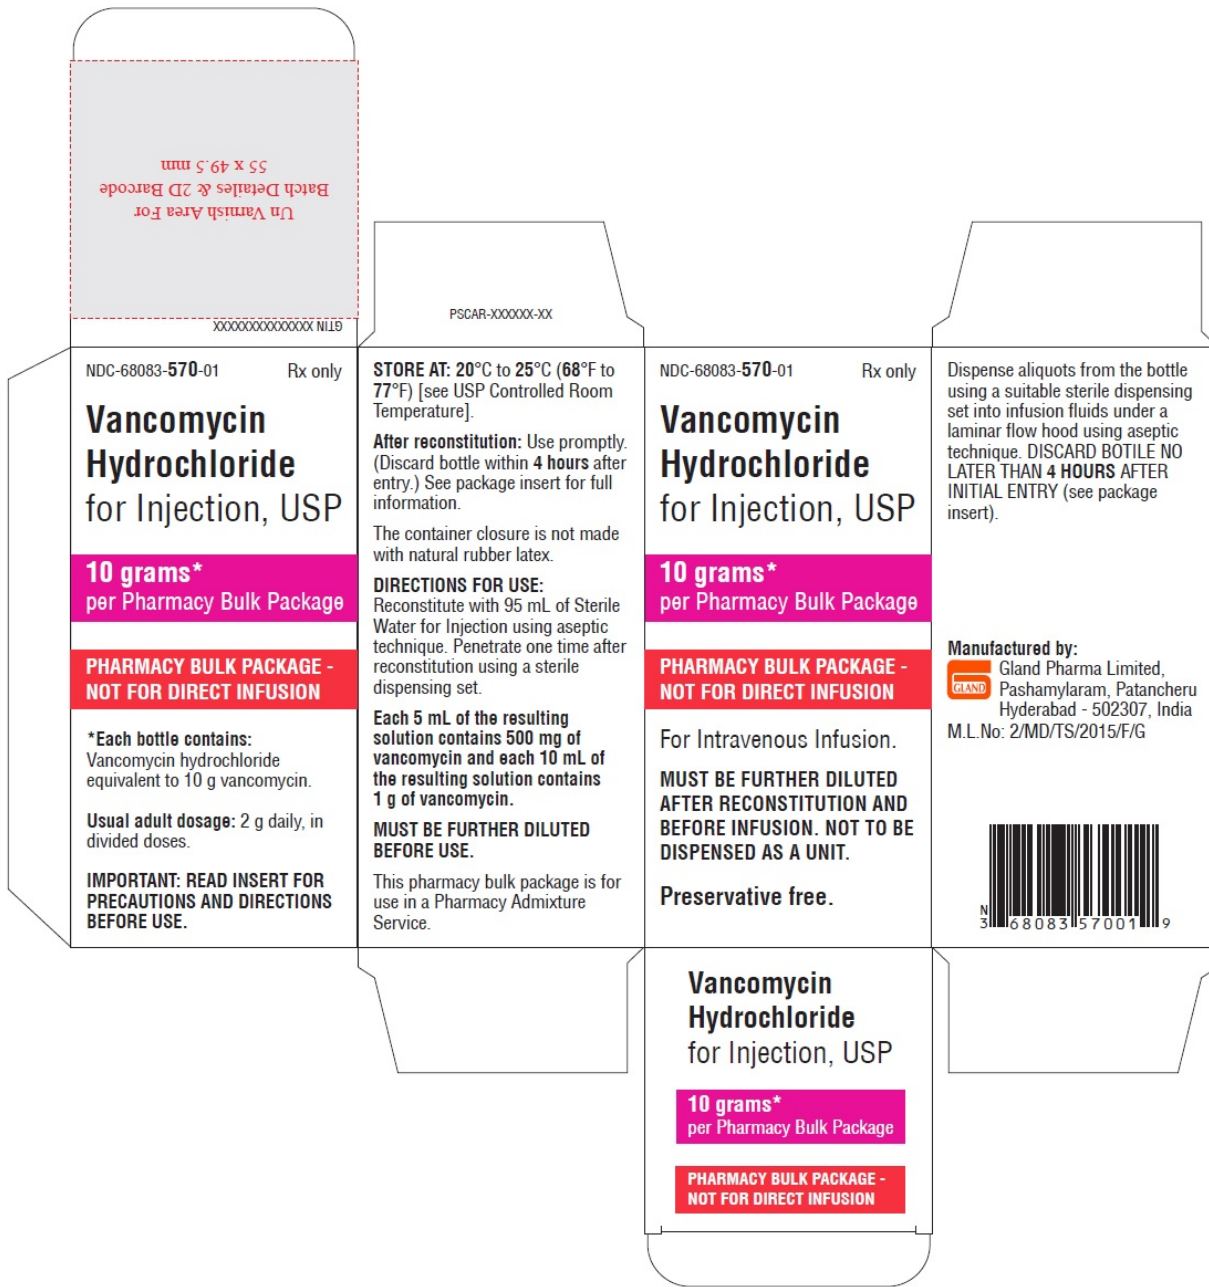 Un Varnish Area For
Batch Detailes & 2D Barcode
55 x 49.5 mm
GTIN XXXXXXXXXXXXXX
NDC-68083-570-01 Rx only
Vancomycin
Hydrochloride
for Injection, USP
10 grams*
per Pharmacy Bulk Package
PHARMACY BULK PACKAGE -
NOT FOR DIRECT INFUSION
*Each bottle contains:
Vancomycin hydrochloride
equivalent to 10 g vancomycin.
Usual adult dosage: 2 g daily, in
divided doses.
IMPORTANT: READ INSERT FOR
PRECAUTIONS AND DIRECTIONS
BEFORE USE.
PSCAR-XXXXXX-XX
STORE AT: 20°C to 25°C (68°F to
77°F) [see USP Controlled Room
Temperature].
After reconstitution: Use promptly.
(Discard bottle within 4 hours after
entry.) See package insert for full
information.
The container closure is not made
with natural rubber latex.
DIRECTIONS FOR USE:
Reconstitute with 95 mL of Sterile
Water for Injection using aseptic
technique. Penetrate one time after
reconstitution using a sterile
dispensing set.
Each 5 mL of the resulting
solution contains 500 mg of
vancomycin and each 10 mL of
the resulting solution contains
1 g of vancomycin.
MUST BE FURTHER DILUTED
BEFORE USE.
This pharmacy bulk package is for
use in a Pharmacy Admixture
Service.
NDC-68083-570-01 Rx only
Vancomycin
Hydrochloride
for Injection, USP
10 grams*
per Pharmacy Bulk Package
PHARMACY BULK PACKAGE -
NOT FOR DIRECT INFUSION
For Intravenous Infusion.
MUST BE FURTHER DILUTED
AFTER RECONSTITUTION AND
BEFORE INFUSION. NOT TO BE
DISPENSED AS A UNIT.
Preservative free.
Dispense aliquots from the bottle
using a suitable sterile dispensing
set into infusion fluids under a
laminar flow hood using aseptic
technique. DISCARD BOTILE NO
LATER THAN 4 HOURS AFTER
INITIAL ENTRY (see package
insert).
Manufactured by:
GLAND
Gland Pharma Limited,
Pashamylaram, Patancheru
Hyderabad - 502307, India
M.L.No: 2/MD/TS/2015/F/G
N
3 68083 57001 9
Vancomycin
Hydrochloride
for Injection, USP
10 grams*
per Pharmacy Bulk Package
PHARMACY BULK PACKAGE -
NOT FOR DIRECT INFUSION